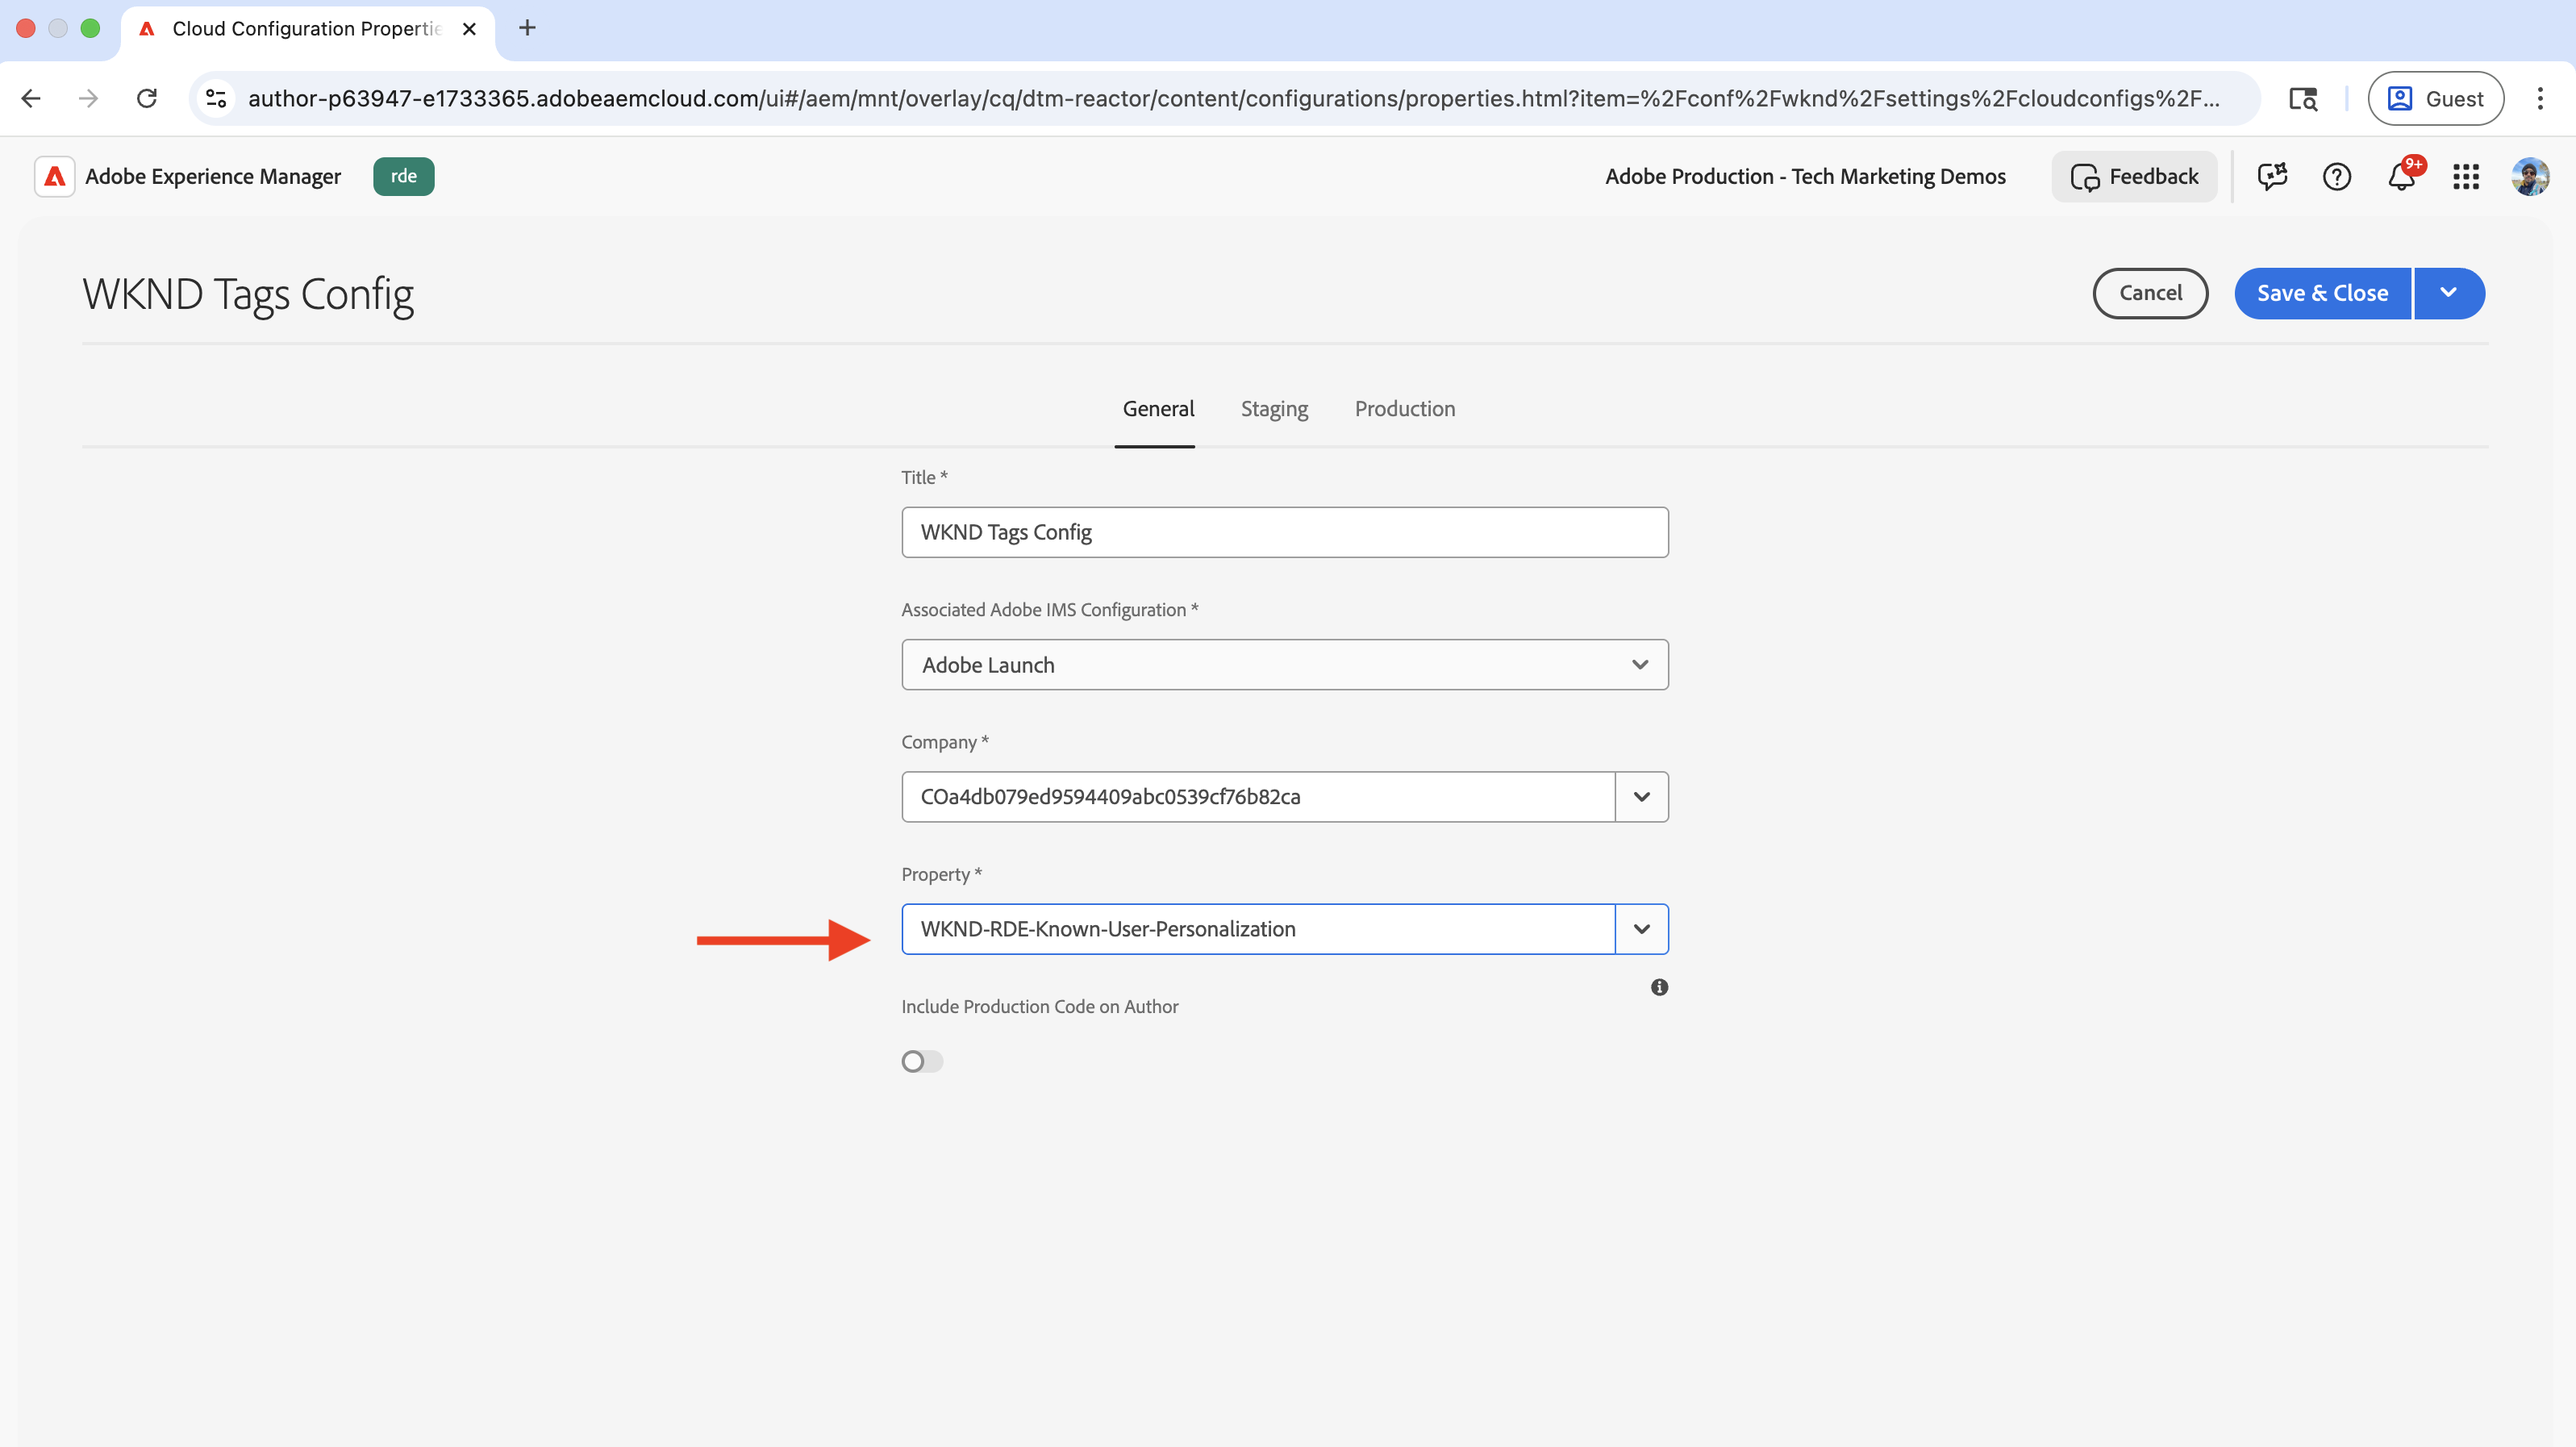 Cloud Configuration Propertie
author-p63947-e1733365.adobeaemcloud.com/ui#/aem/mnt/overlay/cq/dtm-reactor/content/configurations/properties.html?item=%2Fconf%2Fwknd%2Fsettings%2Fcloudconfigs%2F...
Guest
Adobe Experience Manager
rde
Adobe Production - Tech Marketing Demos
Feedback
9+
WKND Tags Config
Cancel
Save & Close
General
Staging
Production
Title *
WKND Tags Config
Associated Adobe IMS Configuration *
Adobe Launch
Company *
COa4db079ed9594409abc0539cf76b82ca
Property *
WKND-RDE-Known-User-Personalization
Include Production Code on Author